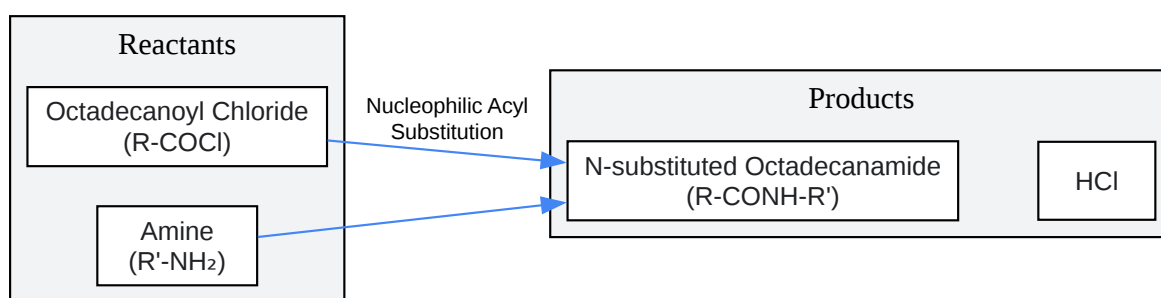 Reactants
Octadecanoyl Chloride
(R-COCl)
Amine
(R'-NH₂)
Nucleophilic Acyl
Substitution
Products
N-substituted Octadecanamide
(R-CONH-R')
HCl